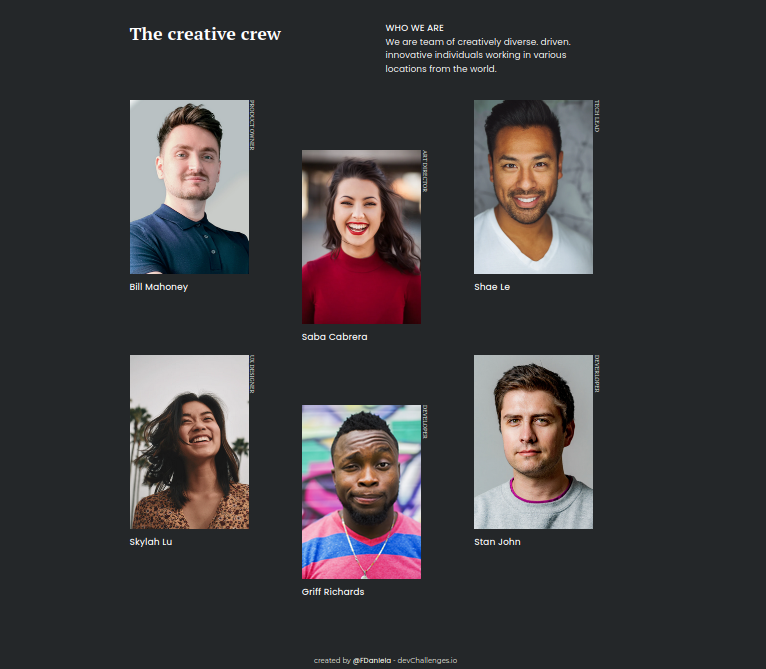 The creative crew
WHO WE ARE
We are team of creatively diverse. driven.
innovative individuals working in various
locations from the world.
PRODUCT OWNER
Bill Mahoney
ART DIRECTOR
Saba Cabrera
TECH LEAD
Shae Le
UX DESIGNER
Skylah Lu
DEVERLOPER
Griff Richards
DEVERLOPER
Stan John
created by @FDaniela - devChallenges.io